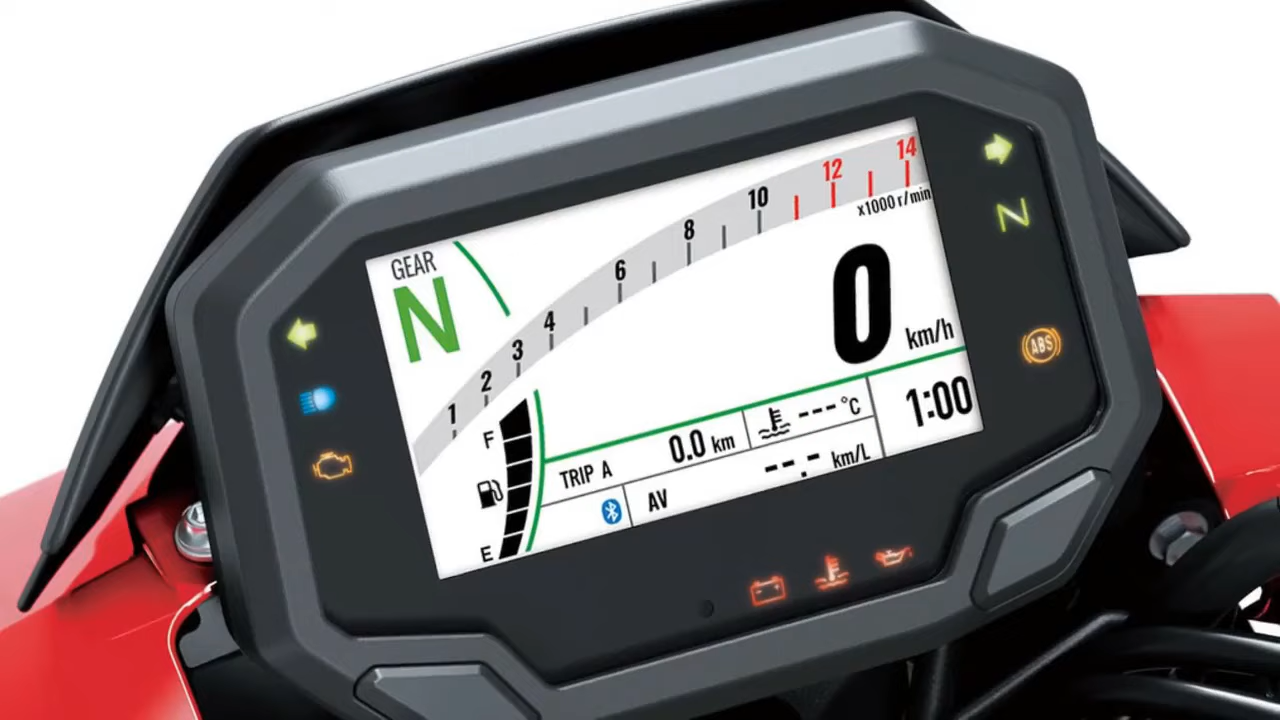 GEAR
N
1 2 3 4 6 8 10 12 14
x1000 r/min
0 km/h
F
E
TRIP A 0.0 km
---°C
1:00
AV --.- km/L
N
ABS